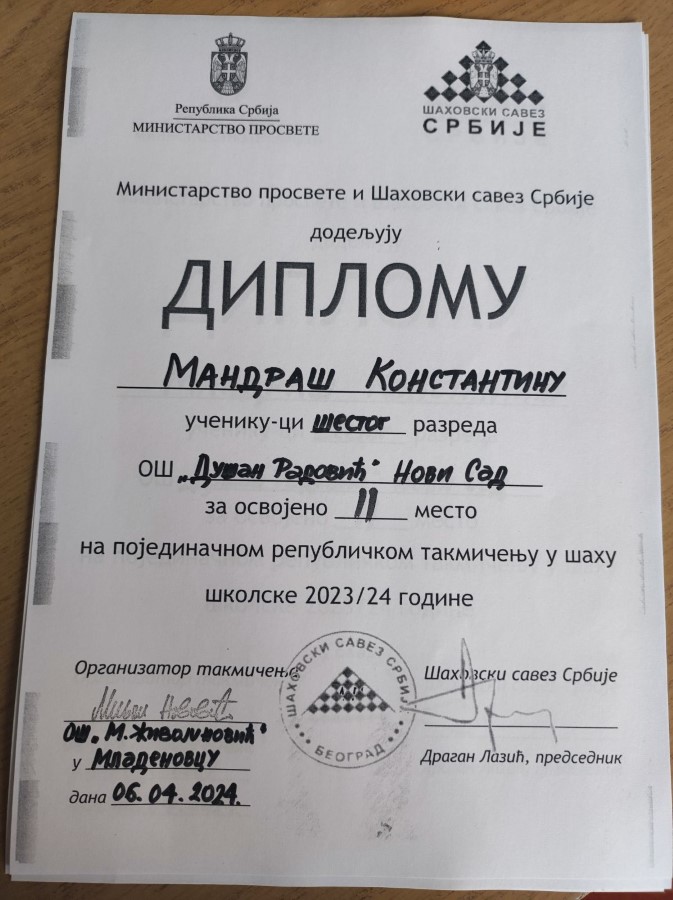 Република Србија
МИНИСТАРСТВО ПРОСВЕТЕ
ШАХОВСКИ САВЕЗ
СРБИЈЕ
Министарство просвете и Шаховски савез Србије
додељују
ДИПЛОМУ
МАНДРАШ КОНСТАНТИНУ
ученику-ци шестог разреда
ОШ „Душан Радовић“ Нови Сад
за освојено II место
на појединачном републичком такмичењу у шаху
школске 2023/24 године
Организатор такмичења
ОШ „М.
у Младеновцу
дана 06.04.2024.
ШАХОВСКИ САВЕЗ СРБИЈЕ
БЕОГРАД
Шаховски савез Србије
Драган Лазић, председник